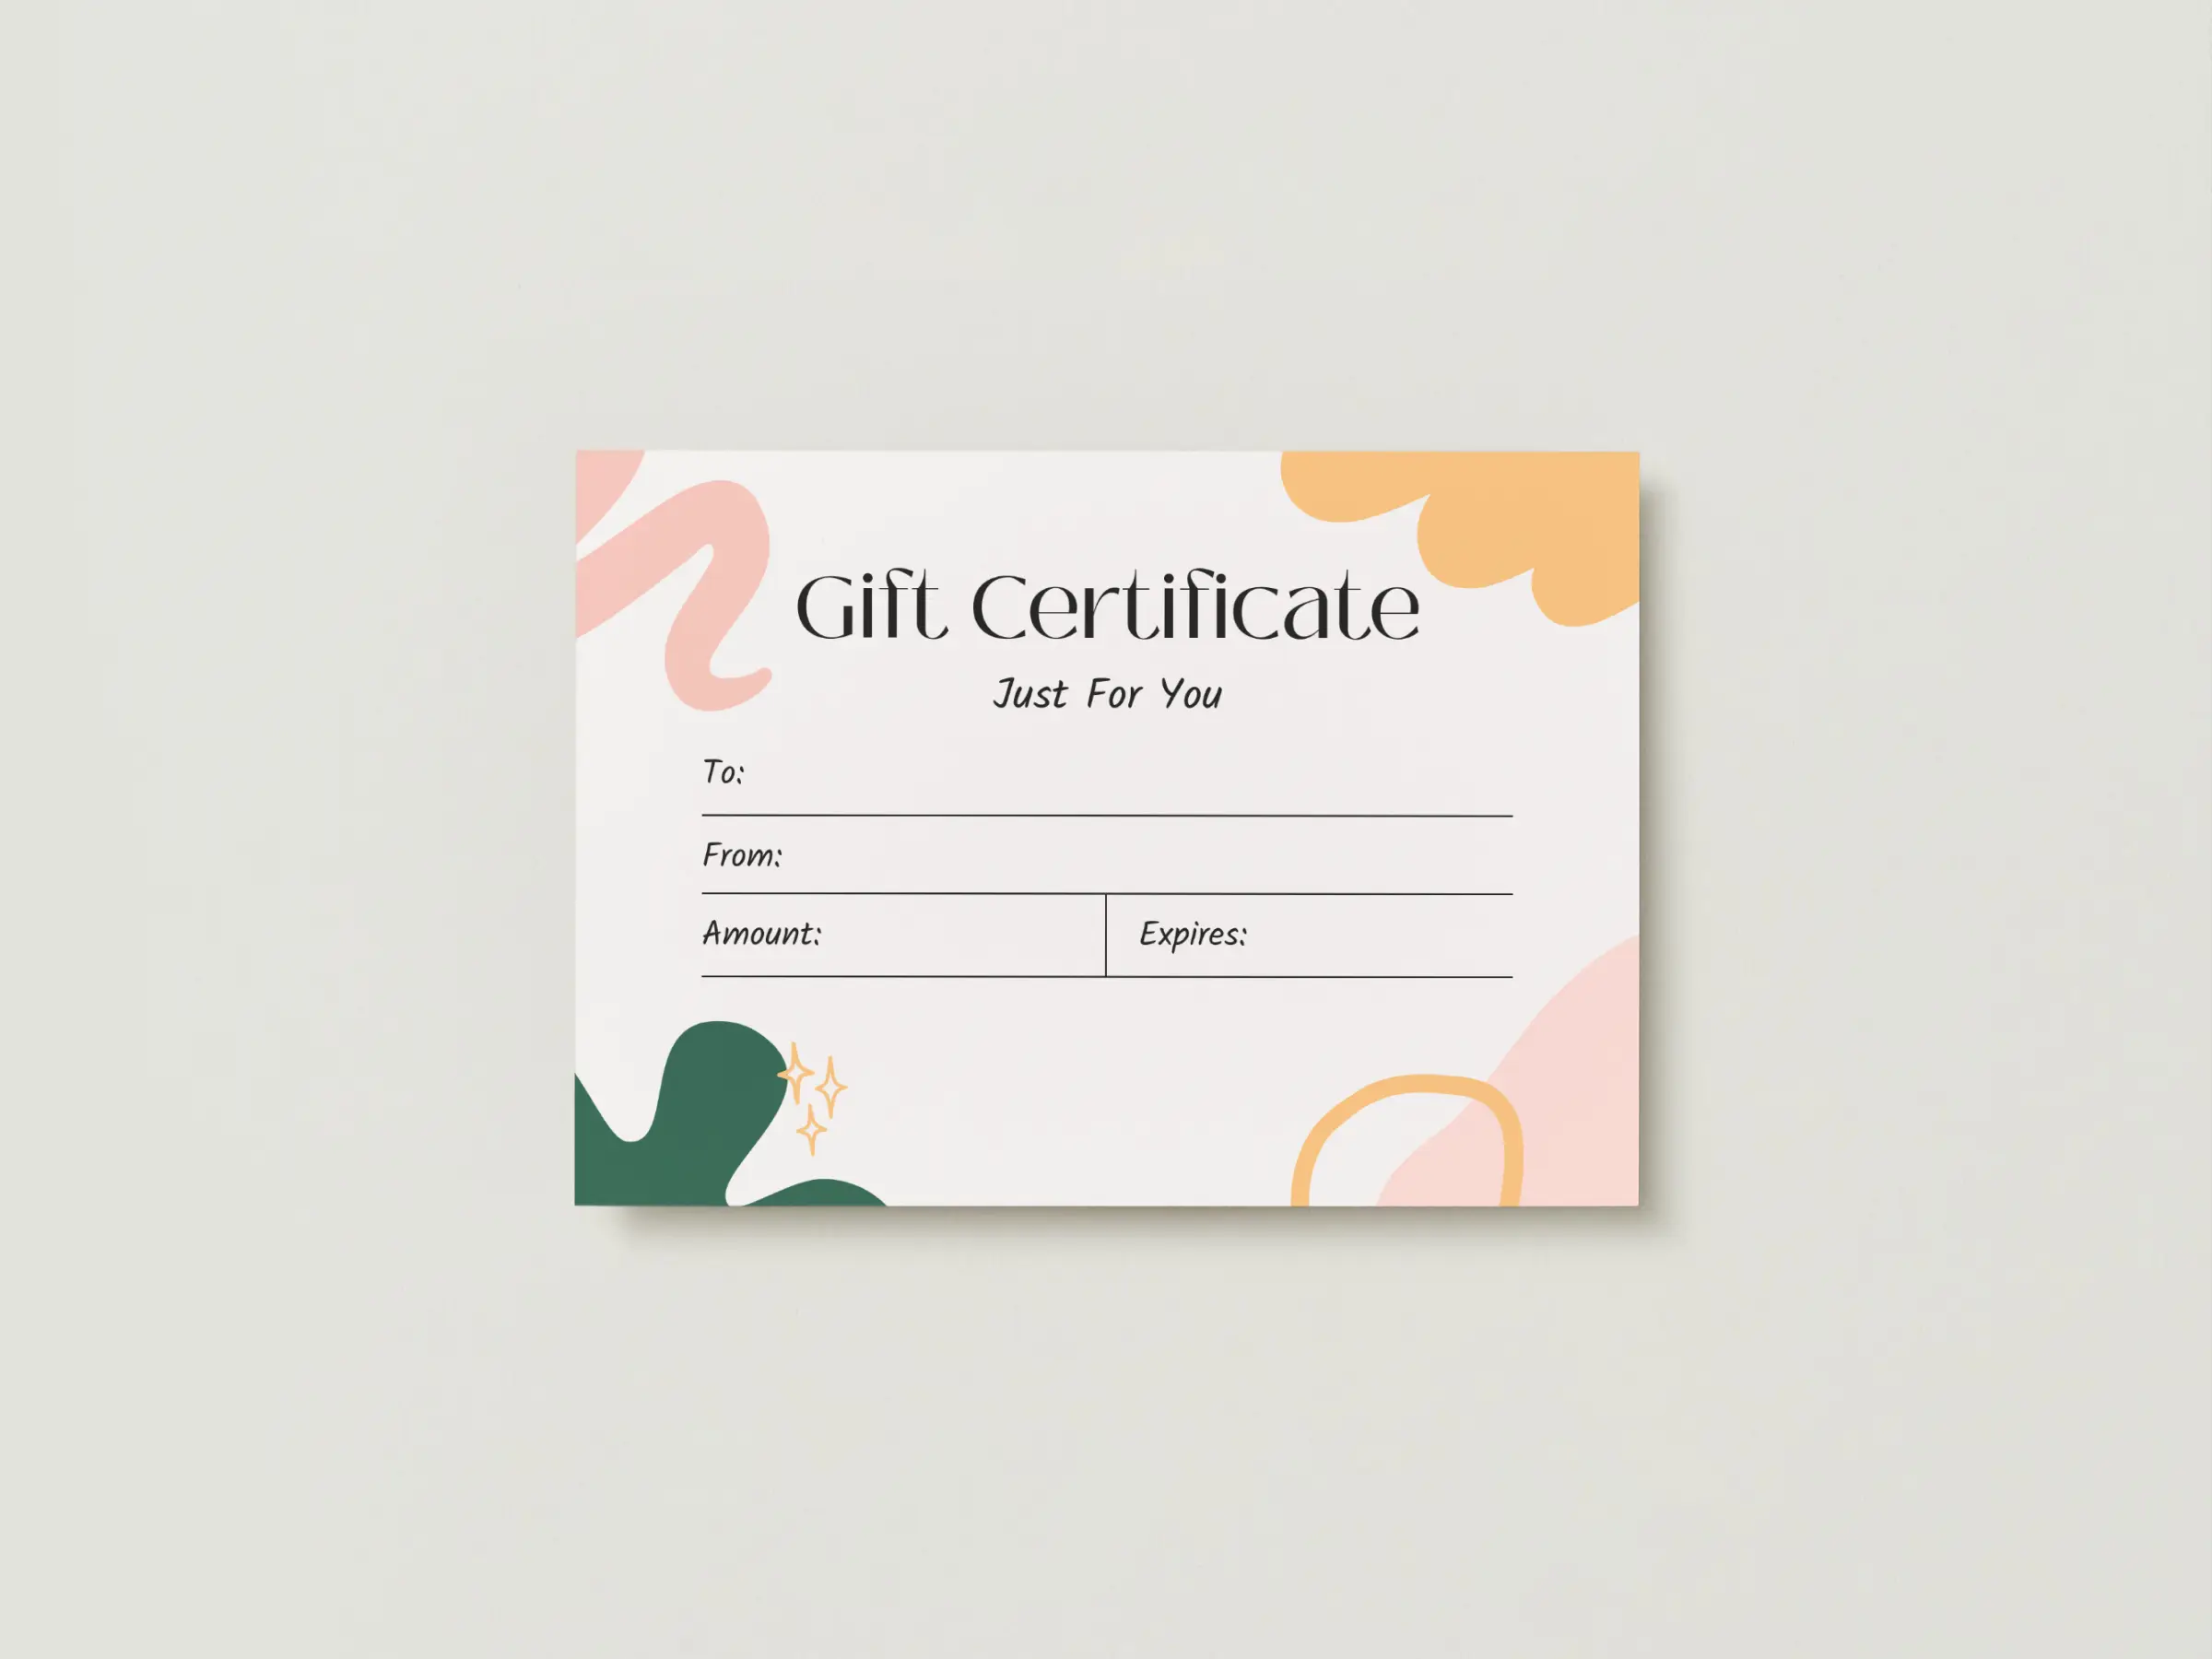 Gift Certificate
Just For You
To:
From:
Amount:
Expires: